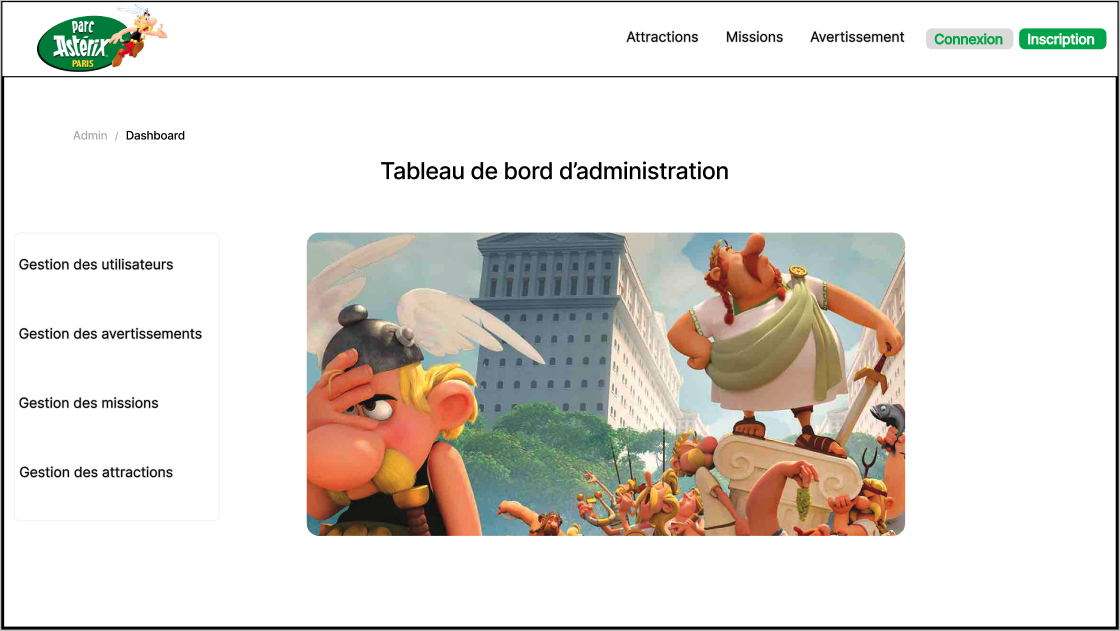 Parc
Astérix
PARIS
Attractions
Missions
Avertissement
Connexion
Inscription
Admin / Dashboard
Tableau de bord d’administration
Gestion des utilisateurs
Gestion des avertissements
Gestion des missions
Gestion des attractions